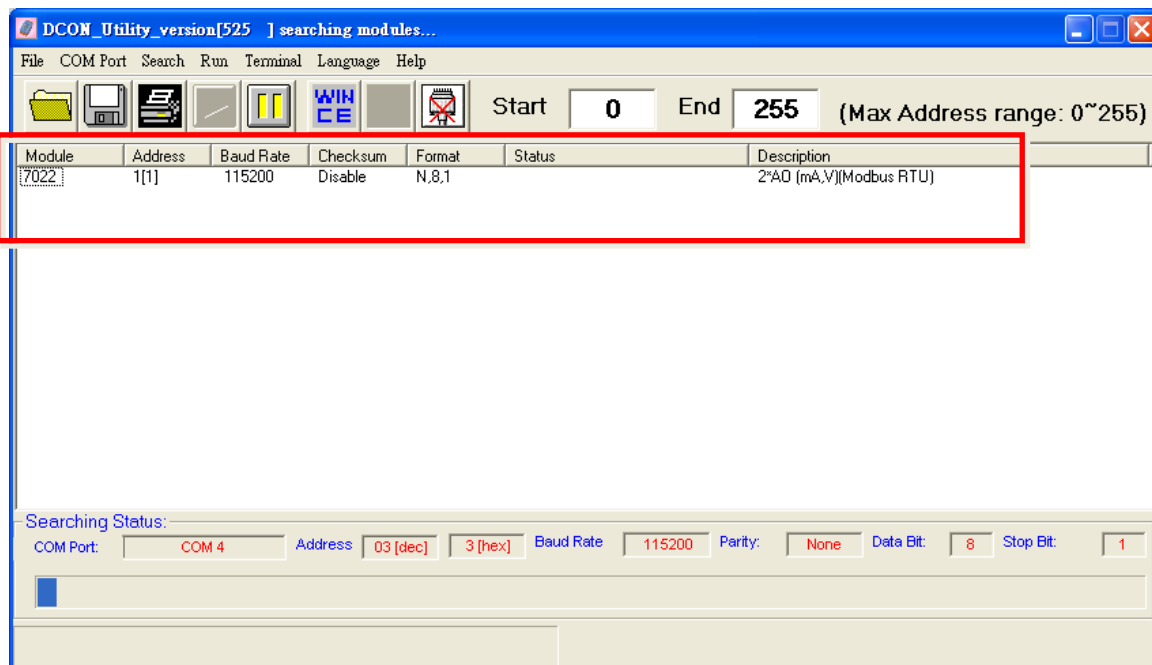 DCON_Utility_version[525 ] searching modules...
File COM Port Search Run Terminal Language Help
WIN CE Start 0 End 255 (Max Address range: 0~255)
Module Address Baud Rate Checksum Format Status Description
7022 1[1] 115200 Disable N,8,1 2*AO (mA,V)(Modbus RTU)
Searching Status:
COM Port: COM 4 Address 03 [dec] 3 [hex] Baud Rate 115200 Parity: None Data Bit: 8 Stop Bit: 1